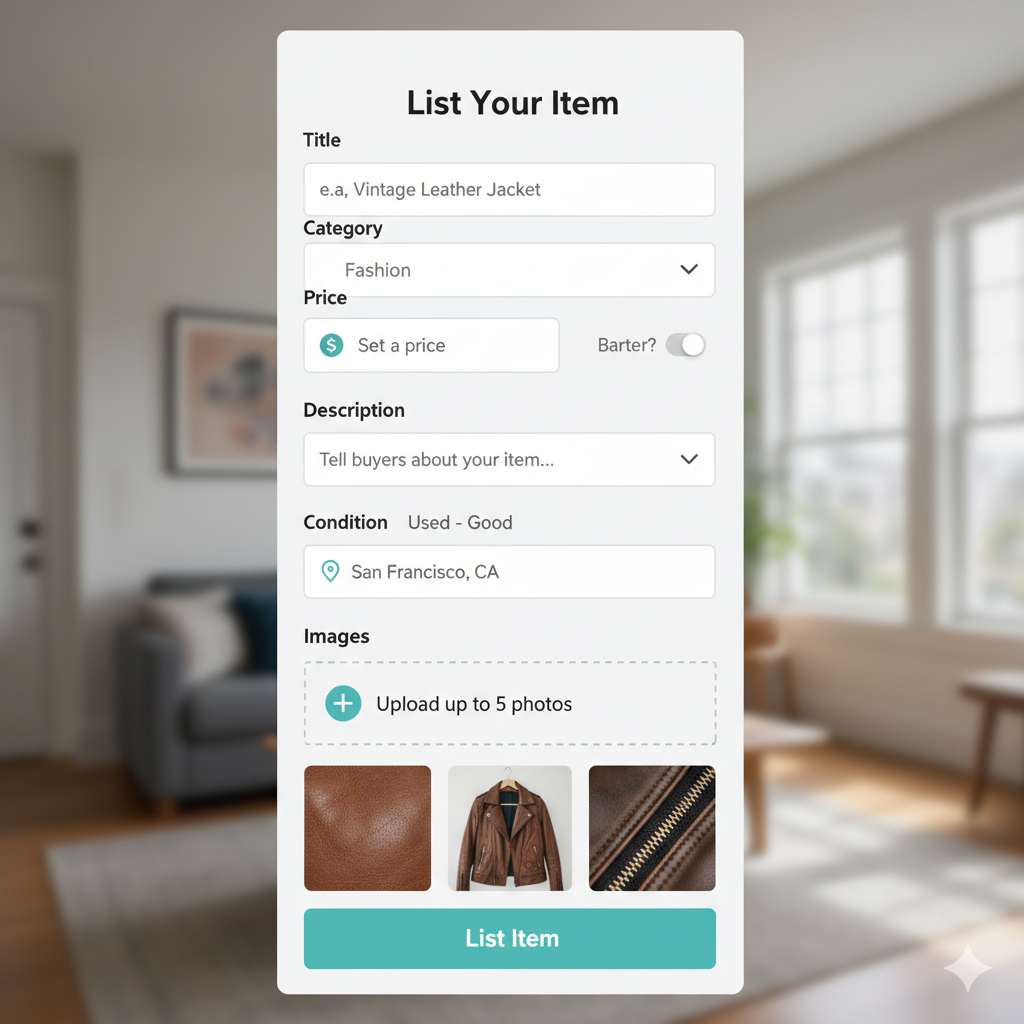 List Your Item
Title
e.a, Vintage Leather Jacket
Category
Fashion
Price
$ Set a price
Barter?
Description
Tell buyers about your item...
Condition Used - Good
San Francisco, CA
Images
Upload up to 5 photos
List Item